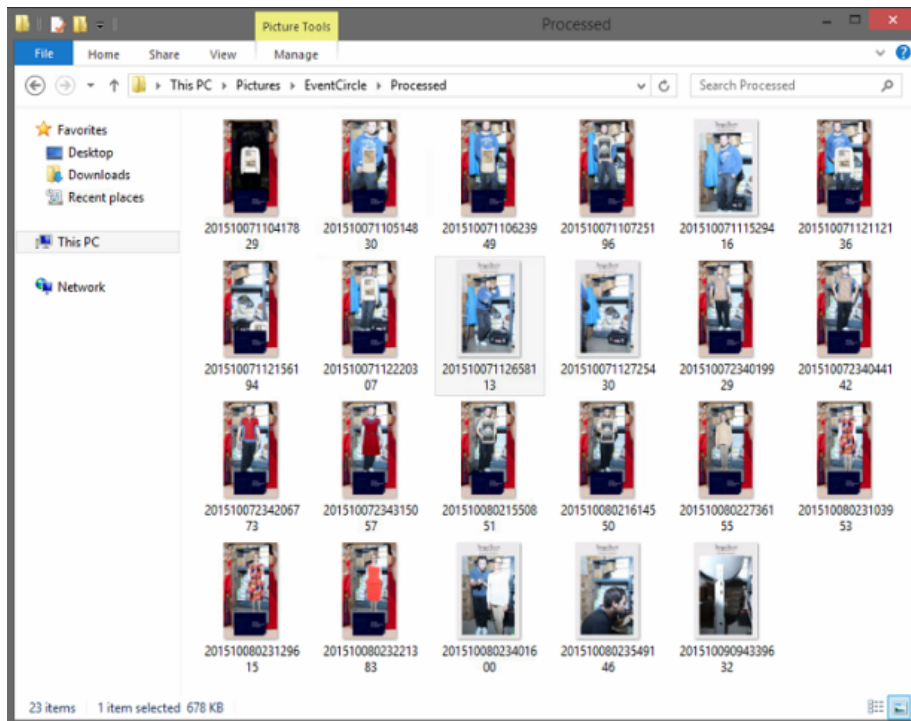 Picture Tools
Processed
File Home Share View Manage
This PC Pictures EventCircle Processed
Search Processed
Favorites
Desktop
Downloads
Recent places
This PC
Network
201510071104178 201510071105148 201510071106239 201510071107251 201510071115294 201510071121121
29 30 49 96 16 36
201510071121561 201510071122203 201510071126581 201510071127254 201510072340199 201510072340441
94 07 13 30 29 42
201510072342067 201510072343150 201510080215508 201510080216145 201510080227361 201510080231039
73 57 51 50 55 53
201510080231296 201510080232213 201510080234016 201510080235491 201510090943396
15 83 00 46 32
23 items 1 item selected 678 KB